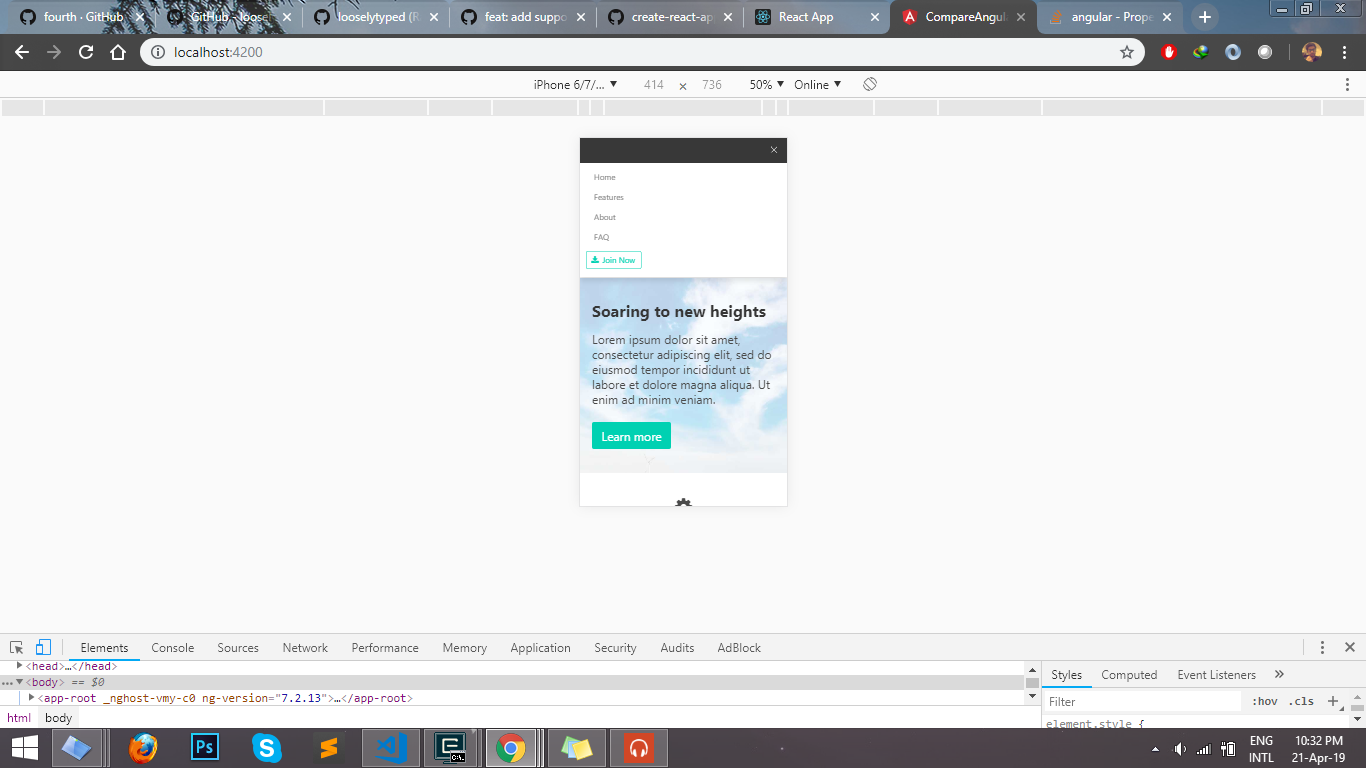 fourth · GitHub
GitHub - loosel
looselytyped (R
feat: add suppo
create-react-ap
React App
CompareAngul
angular - Prope
localhost:4200
iPhone 6/7/... ▼ 414 × 736 50% ▼ Online ▼
×
Home
Features
About
FAQ
Join Now
Soaring to new heights
Lorem ipsum dolor sit amet,
consectetur adipiscing elit, sed do
eiusmod tempor incididunt ut
labore et dolore magna aliqua. Ut
enim ad minim veniam.
Learn more
Elements Console Sources Network Performance Memory Application Security Audits AdBlock
<head>…</head>
<body> == $0
<app-root _nghost-vmy-c0 ng-version="7.2.13">…</app-root>
html body
Styles Computed Event Listeners »
Filter :hov .cls +
element.style {
Ps
C:\.
ENG
INTL
10:32 PM
21-Apr-19